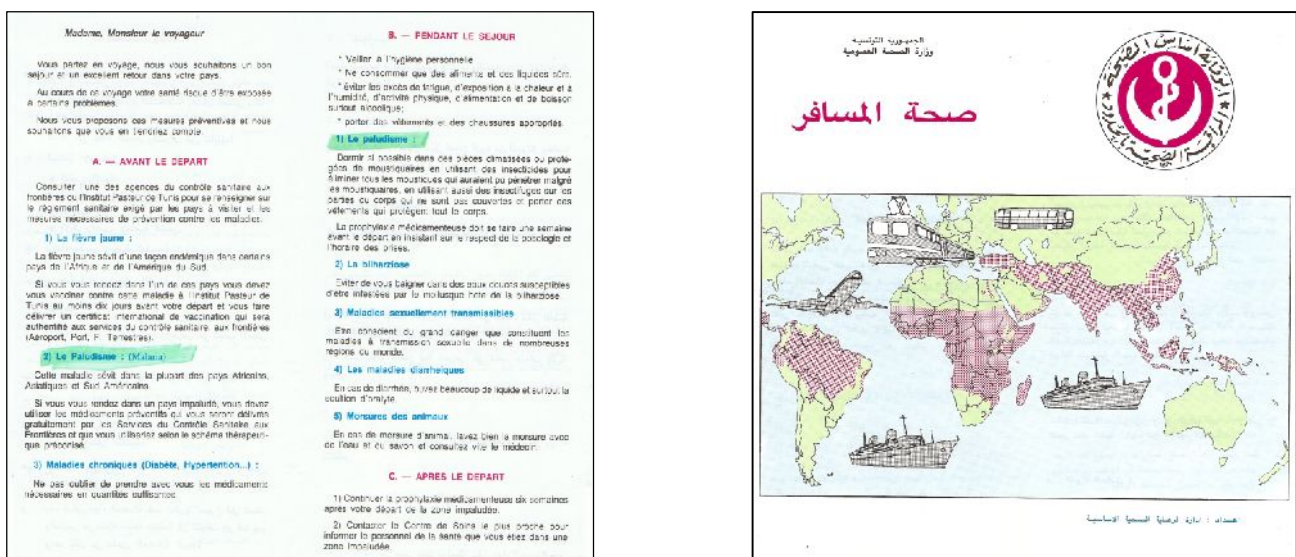 Madame, Monsieur le voyageur
Vous partez en voyage, nous vous souhaitons un bon
séjour et un excellent retour dans votre pays.
Au cours de ce voyage votre santé risque d'être exposée
à certains problèmes.
Nous vous proposons ces mesures préventives et nous
souhaitons que vous en tiendriez compte.
A. — AVANT LE DEPART
Consulter une des agences du contrôle sanitaire aux
frontières ou l'Institut Pasteur de Tunis pour se renseigner sur
le règlement sanitaire exigé par les pays à visiter et les
mesures nécessaires de prévention contre les maladies.
1) La fièvre jaune :
La fièvre jaune sévit d'une façon endémique dans certains
pays de l'Afrique et de l'Amérique du Sud.
Si vous vous rendez dans l'un de ces pays vous devez
vous vacciner contre cette maladie à l'Institut Pasteur de
Tunis au moins dix jours avant votre départ et vous faire
délivrer un certificat international de vaccination qui sera
authentifié aux services du contrôle sanitaire aux frontières
(Aéroport, Port, F. Terrestres).
2) Le Paludisme : (Malaria)
Cette maladie sévit dans la plupart des pays Africains,
Asiatiques et Sud Américains.
Si vous vous rendez dans un pays impaludé, vous devez
utiliser les médicaments préventifs qui vous seront délivrés
gratuitement par les Services du Contrôle Sanitaire aux
Frontières et que vous utiliseriez selon le schéma thérapeuti-
que préconisé.
3) Maladies chroniques (Diabète, Hypertention...) :
Ne pas oublier de prendre avec vous les médicaments
nécessaires en quantités suffisantes.
B. — PENDANT LE SEJOUR
* Veiller à l'hygiène personnelle
* Ne consommer que des aliments et des liquides sûrs.
* éviter les excès de fatigue, d'exposition à la chaleur et à
l'humidité, d'activité physique, d'alimentation et de boisson
surtout alcoolique;
* porter des vêtements et des chaussures appropriés.
1) Le paludisme :
Dormir si possible dans des pièces climatisées ou proté-
gées de moustiquaires en utilisant des insecticides pour
éliminer tous les moustiques qui auraient pu pénétrer malgré
les moustiquaires, en utilisant aussi des insectifuges sur les
parties du corps qui ne sont pas couvertes et porter des
vêtements qui protègent tout le corps.
La prophylaxie médicamenteuse doit se faire une semaine
avant le départ en insistant sur le respect de la posologie et
l'horaire des prises.
2) La bilharziose
Eviter de vous baigner dans des eaux douces susceptibles
d'être infestées par le mollusque hôte de la bilharziose.
3) Maladies sexuellement transmissibles
Etre conscient du grand danger que constituent les
maladies à transmission sexuelle dans de nombreuses
régions du monde.
4) Les maladies diarrheiques
En cas de diarrhée, buvez beaucoup de liquide et surtout la
solution d'oralyte.
5) Morsures des animaux
En cas de morsure d'animal, lavez bien la morsure avec
de l'eau et du savon et consultez vite le médecin.
C. — APRES LE DEPART
1) Continuer la prophylaxie médicamenteuse six semaines
après votre départ de la zone impaludée.
2) Contacter le Centre de Soins le plus proche pour
informer le personnel de la santé que vous étiez dans une
zone impaludée.
الجمهورية التونسية
وزارة الصحة العمومية
الوقاية أساس الصحة
المراقبة الصحية بالحدود
صحة المسافر
إعداد : إدارة الرعاية الصحية الأساسية